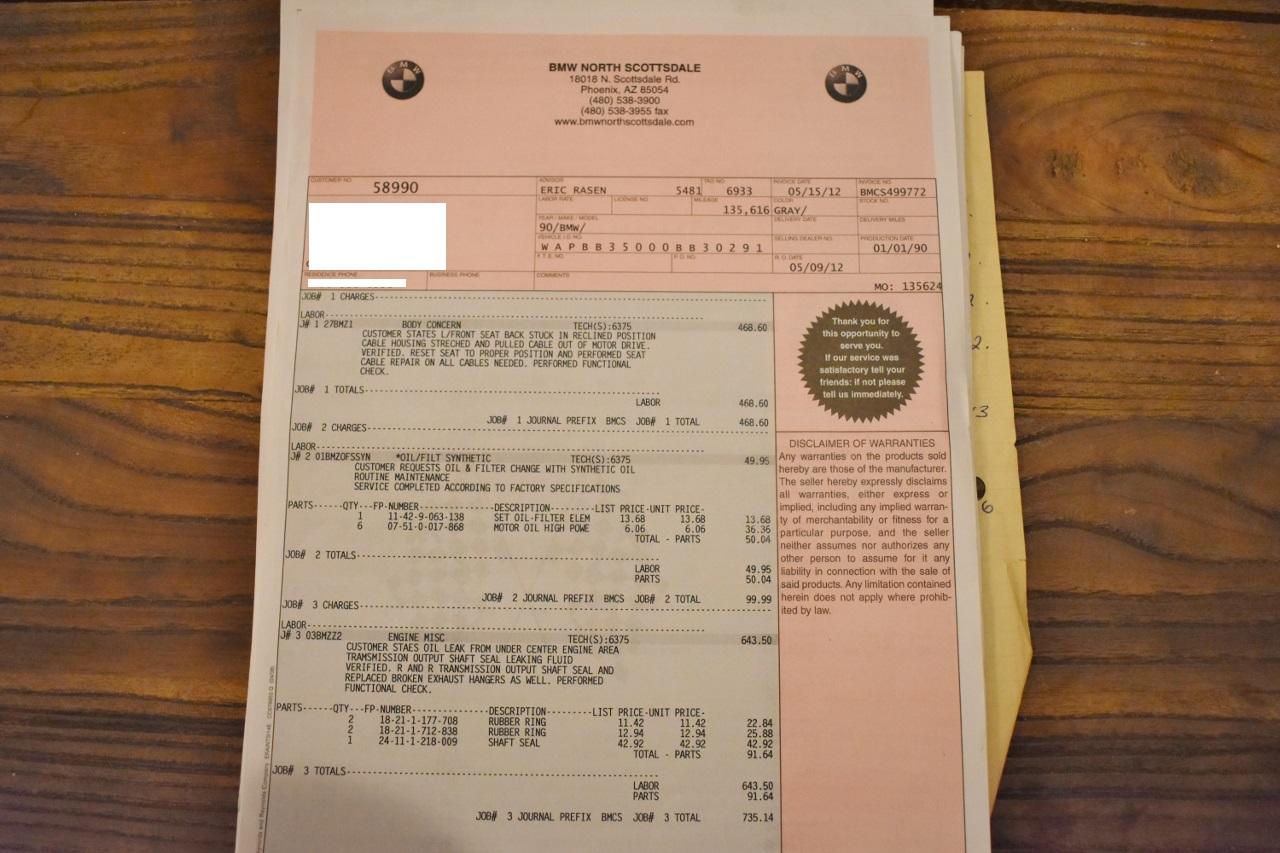 BMW
BMW
BMW NORTH SCOTTSDALE
18018 N. Scottsdale Rd.
Phoenix, AZ 85054
(480) 538-3900
(480) 538-3955 fax
www.bmwnorthscottsdale.com
CUSTOMER NO. 58990
ADVISOR ERIC RASEN 5481 TAG NO. 6933 INVOICE DATE 05/15/12 INVOICE NO. BMCS499772
LABOR RATE LICENSE NO. MILEAGE 135,616 COLOR GRAY/ STOCK NO.
YEAR / MAKE / MODEL 90/BMW/ DELIVERY DATE DELIVERY MILES
VEHICLE I.D. NO. WAPBB35000BB30291 SELLING DEALER NO. PRODUCTION DATE 01/01/90
F.T.E. NO. P.O. NO. R.O. DATE 05/09/12
RESIDENCE PHONE BUSINESS PHONE COMMENTS
MO: 135624
JOB# 1 CHARGES
LABOR
J# 1 27BMZ1 BODY CONCERN TECH(S):6375 468.60
CUSTOMER STATES L/FRONT SEAT BACK STUCK IN RECLINED POSITION
CABLE HOUSING STRECHED AND PULLED CABLE OUT OF MOTOR DRIVE.
VERIFIED. RESET SEAT TO PROPER POSITION AND PERFORMED SEAT
CABLE REPAIR ON ALL CABLES NEEDED. PERFORMED FUNCTIONAL
CHECK.
JOB# 1 TOTALS
LABOR 468.60
JOB# 1 JOURNAL PREFIX BMCS JOB# 1 TOTAL 468.60
JOB# 2 CHARGES
LABOR
J# 2 01BMZOFSSYN *OIL/FILT SYNTHETIC TECH(S):6375 49.95
CUSTOMER REQUESTS OIL & FILTER CHANGE WITH SYNTHETIC OIL
ROUTINE MAINTENANCE
SERVICE COMPLETED ACCORDING TO FACTORY SPECIFICATIONS
PARTS------QTY---FP-NUMBER---------------DESCRIPTION---------LIST PRICE-UNIT PRICE-
1 11-42-9-063-138 SET OIL-FILTER ELEM 13.68 13.68 13.68
6 07-51-0-017-868 MOTOR OIL HIGH POWE 6.06 6.06 36.36
TOTAL - PARTS 50.04
JOB# 2 TOTALS
LABOR 49.95
PARTS 50.04
JOB# 2 JOURNAL PREFIX BMCS JOB# 2 TOTAL 99.99
JOB# 3 CHARGES
LABOR
J# 3 03BMZZ2 ENGINE MISC TECH(S):6375 643.50
CUSTOMER STAES OIL LEAK FROM UNDER CENTER ENGINE AREA
TRAMSMISSION OUTPUT SHAFT SEAL LEAKING FLUID
VERIFIED. R AND R TRANSMISSION OUTPUT SHAFT SEAL AND
REPLACED BROKEN EXHAUST HANGERS AS WELL. PERFORMED
FUNCTIONAL CHECK.
PARTS------QTY---FP-NUMBER---------------DESCRIPTION---------LIST PRICE-UNIT PRICE-
2 18-21-1-177-708 RUBBER RING 11.42 11.42 22.84
2 18-21-1-712-838 RUBBER RING 12.94 12.94 25.88
1 24-11-1-218-009 SHAFT SEAL 42.92 42.92 42.92
TOTAL - PARTS 91.64
JOB# 3 TOTALS
LABOR 643.50
PARTS 91.64
JOB# 3 JOURNAL PREFIX BMCS JOB# 3 TOTAL 735.14
Thank you for
this opportunity to
serve you.
If our service was
satisfactory tell your
friends: if not please
tell us immediately.
DISCLAIMER OF WARRANTIES
Any warranties on the products sold
hereby are those of the manufacturer.
The seller hereby expressly disclaims
all warranties, either express or
implied, including any implied warran-
ty of merchantability or fitness for a
particular purpose, and the seller
neither assumes nor authorizes any
other person to assume for it any
liability in connection with the sale of
said products. Any limitation contained
herein does not apply where prohib-
ited by law.